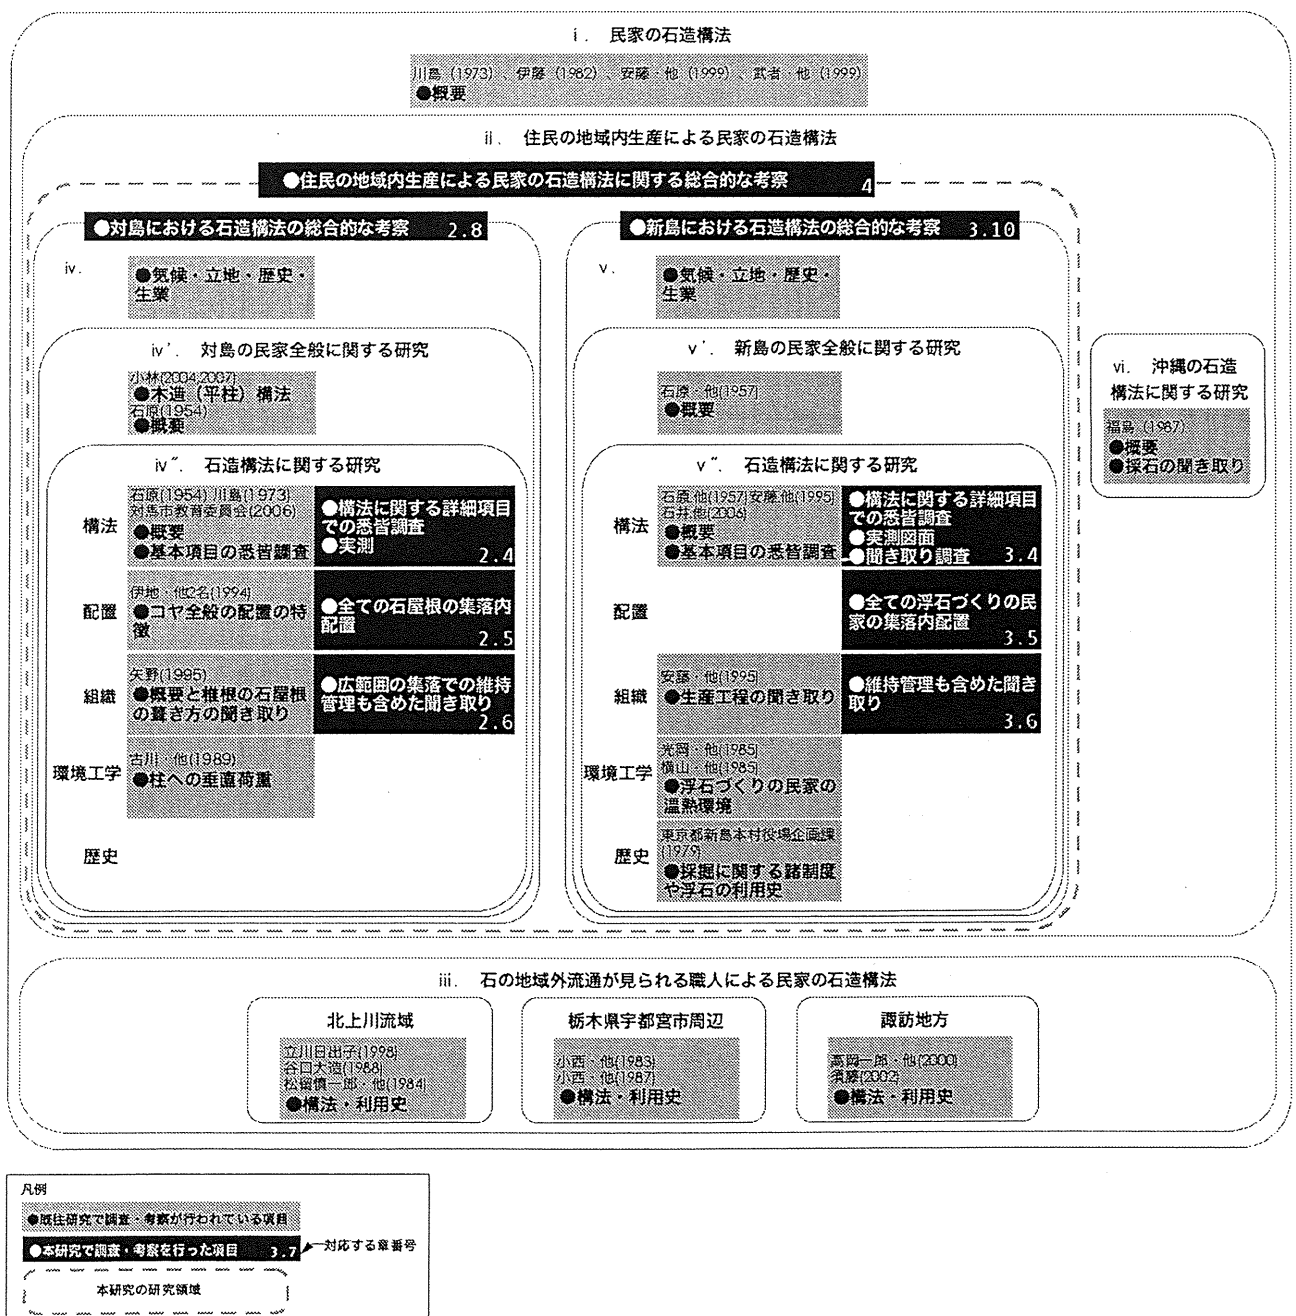 i. 民家の石造構法
川島（1973）、伊藤（1982）、安藤・他（1999）、武者・他（1999）
●概要
ii. 住民の地域内生産による民家の石造構法
●住民の地域内生産による民家の石造構法に関する総合的な考察 4
●対島における石造構法の総合的な考察 2.8
iv.
●気候・立地・歴史・
生業
iv'. 対島の民家全般に関する研究
小林(2004,2007)
●木造（平柱）構法
石原(1954)
●概要
iv". 石造構法に関する研究
構法
石原(1954)川島(1973)
対馬市教育委員会(2006)
●概要
●基本項目の悉皆調査
●構法に関する詳細項目
での悉皆調査
●実測
2.4
配置
伊地・他2名(1994)
●コヤ全般の配置の特
徴
●全ての石屋根の集落内
配置
2.5
組織
矢野(1995)
●概要と椎根の石屋根
の葺き方の聞き取り
●広範囲の集落での維持
管理も含めた聞き取り
2.6
環境工学
古川・他(1989)
●柱への垂直荷重
歴史
●新島における石造構法の総合的な考察 3.10
v.
●気候・立地・歴史・
生業
v'. 新島の民家全般に関する研究
石原・他(1957)
●概要
v". 石造構法に関する研究
構法
石原・他(1957)安藤・他(1995)
石井・他(2006)
●概要
●基本項目の悉皆調査
●構法に関する詳細項目
での悉皆調査
●実測図面
●聞き取り調査 3.4
配置
●全ての浮石づくりの民
家の集落内配置
3.5
組織
安藤・他(1995)
●生産工程の聞き取り
●維持管理も含めた聞き
取り
3.6
環境工学
光岡・他(1985)
横山・他(1985)
●浮石づくりの民家の
温熱環境
歴史
東京都新島本村役場企画課
(1979)
●採掘に関する諸制度
や浮石の利用史
vi. 沖縄の石造
構法に関する研究
福島（1987）
●概要
●採石の聞き取り
iii. 石の地域外流通が見られる職人による民家の石造構法
北上川流域
立川日出子(1998)
谷口大造(1988)
松留慎一郎・他(1984)
●構法・利用史
栃木県宇都宮市周辺
小西・他(1983)
小西・他(1987)
●構法・利用史
諏訪地方
高岡一郎・他(2000)
須藤(2002)
●構法・利用史
凡例
●既往研究で調査・考察が行われている項目
●本研究で調査・考察を行った項目 3.7
対応する章番号
本研究の研究領域